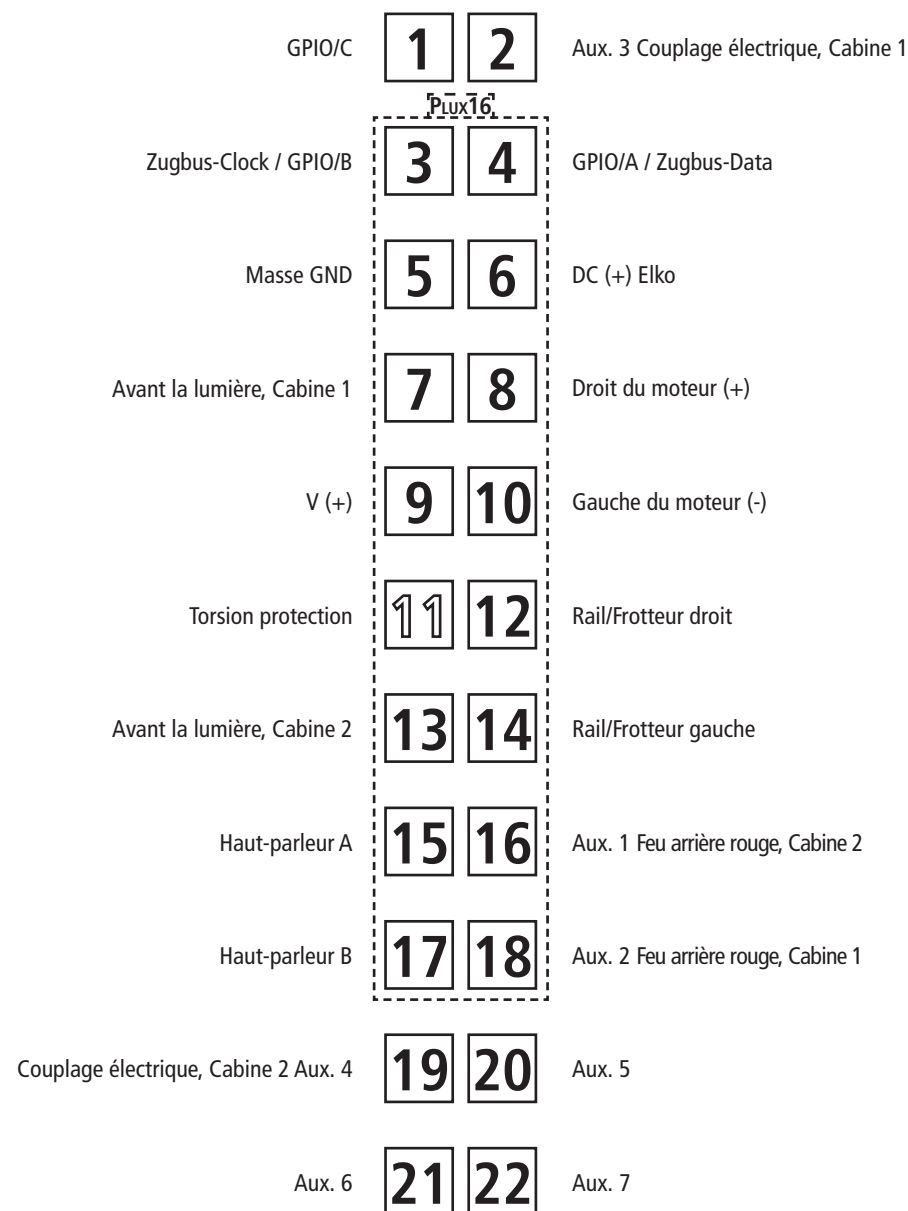 GPIO/C 1 2 Aux. 3 Couplage électrique, Cabine 1
PLUX16
Zugbus-Clock / GPIO/B 3 4 GPIO/A / Zugbus-Data
Masse GND 5 6 DC (+) Elko
Avant la lumière, Cabine 1 7 8 Droit du moteur (+)
V (+) 9 10 Gauche du moteur (-)
Torsion protection 11 12 Rail/Frotteur droit
Avant la lumière, Cabine 2 13 14 Rail/Frotteur gauche
Haut-parleur A 15 16 Aux. 1 Feu arrière rouge, Cabine 2
Haut-parleur B 17 18 Aux. 2 Feu arrière rouge, Cabine 1
Couplage électrique, Cabine 2 Aux. 4 19 20 Aux. 5
Aux. 6 21 22 Aux. 7